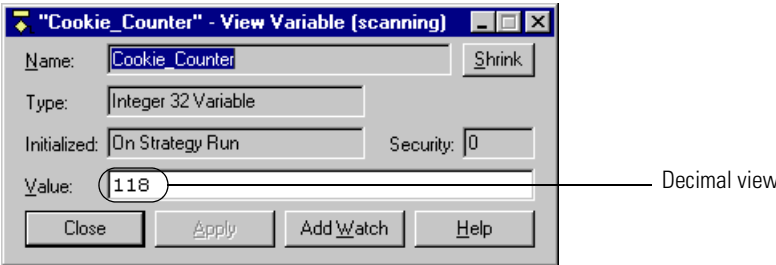 "Cookie_Counter" - View Variable (scanning)
Name: Cookie_Counter Shrink
Type: Integer 32 Variable
Initialized: On Strategy Run Security: 0
Value: 118 Decimal view
Close Apply Add Watch Help